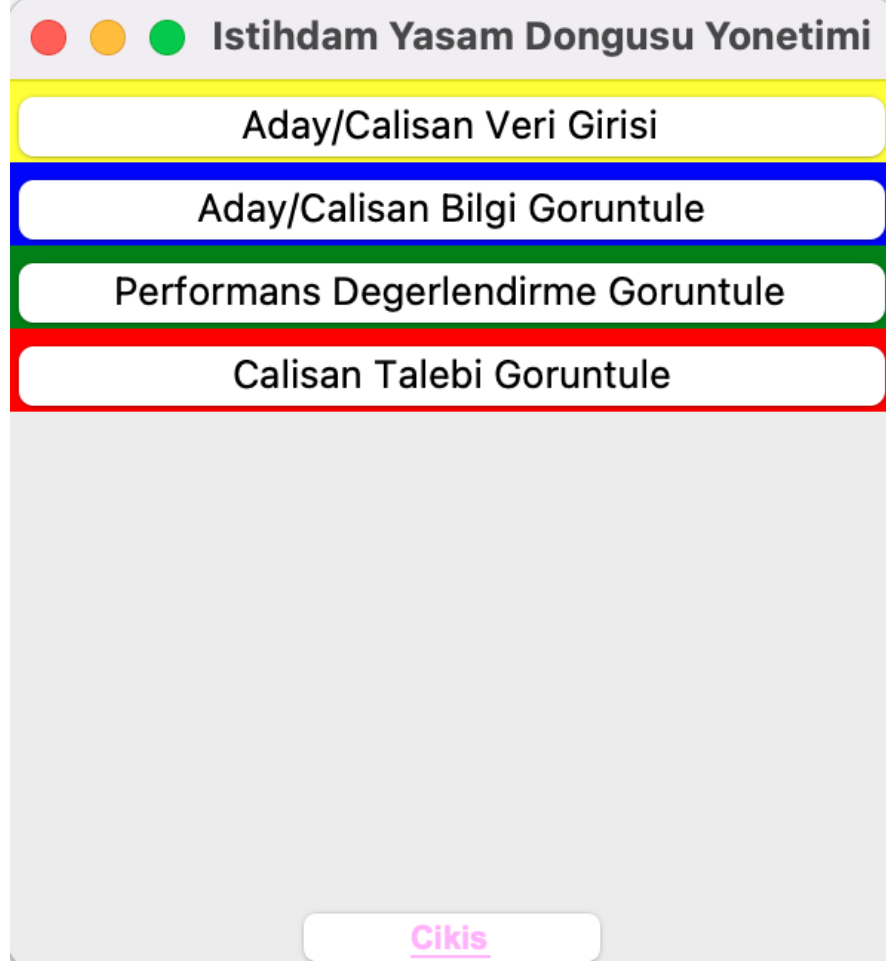 Istihdam Yasam Dongusu Yonetimi
Aday/Calisan Veri Girisi
Aday/Calisan Bilgi Goruntule
Performans Degerlendirme Goruntule
Calisan Talebi Goruntule
Cikis